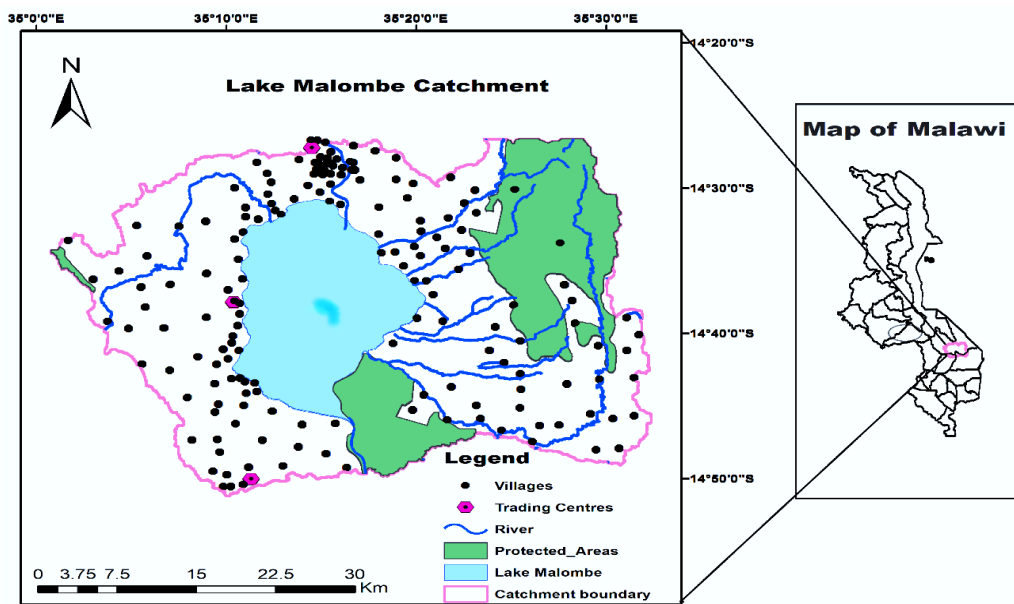 35°0'0"E 35°10'0"E 35°20'0"E 35°30'0"E
14°20'0"S
N
Lake Malombe Catchment
Map of Malawi
14°30'0"S
14°40'0"S
Legend
14°50'0"S
Villages
Trading Centres
River
Protected_Areas
Lake Malombe
Catchment boundary
0 3.75 7.5 15 22.5 30
Km